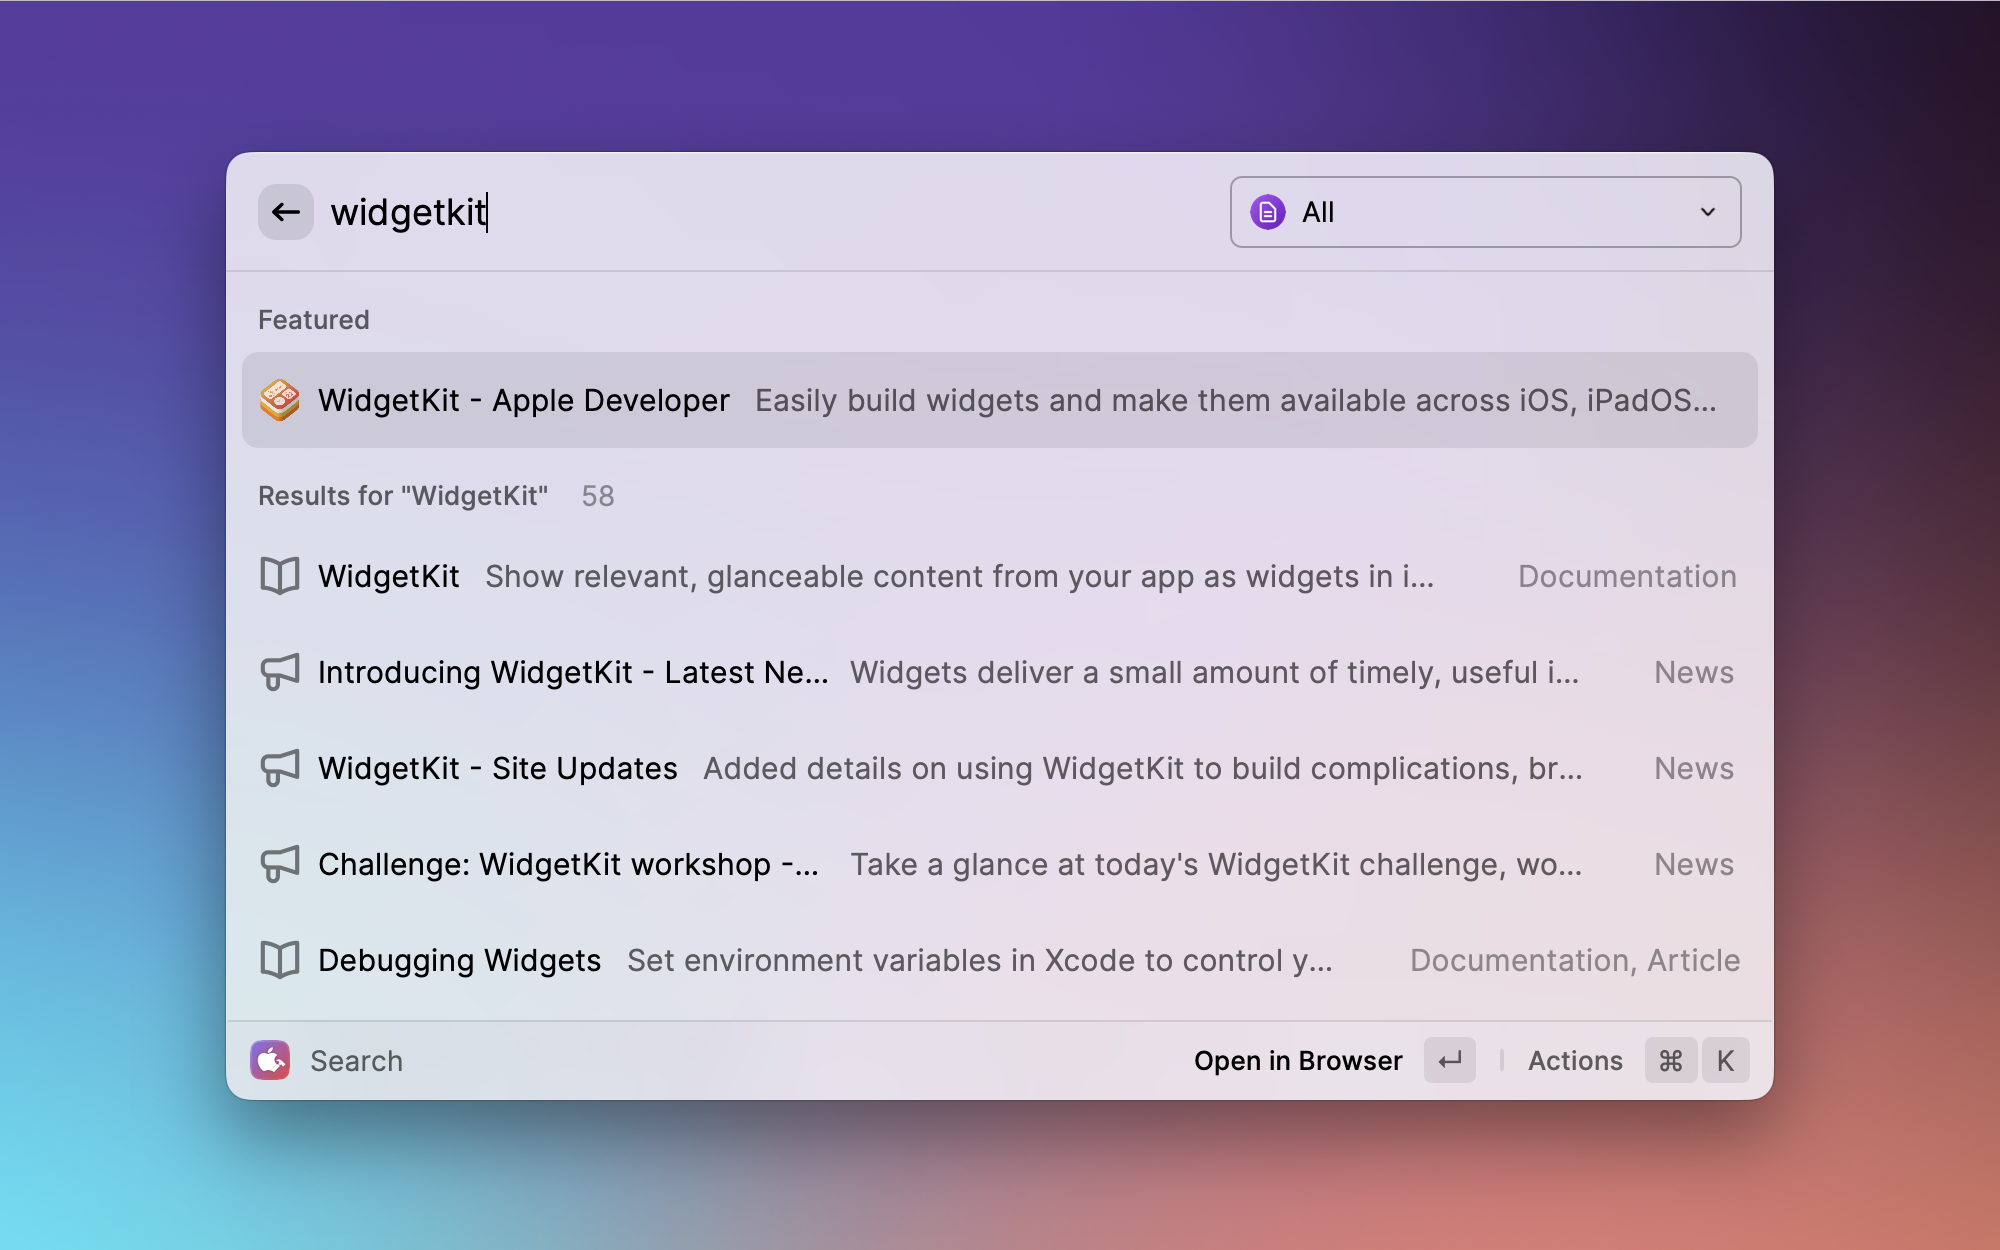 widgetkit All
Featured
WidgetKit - Apple Developer Easily build widgets and make them available across iOS, iPadOS...
Results for "WidgetKit" 58
WidgetKit Show relevant, glanceable content from your app as widgets in i... Documentation
Introducing WidgetKit - Latest Ne... Widgets deliver a small amount of timely, useful i... News
WidgetKit - Site Updates Added details on using WidgetKit to build complications, br... News
Challenge: WidgetKit workshop -... Take a glance at today's WidgetKit challenge, wo... News
Debugging Widgets Set environment variables in Xcode to control y... Documentation, Article
Search Open in Browser ↵ Actions ⌘ K